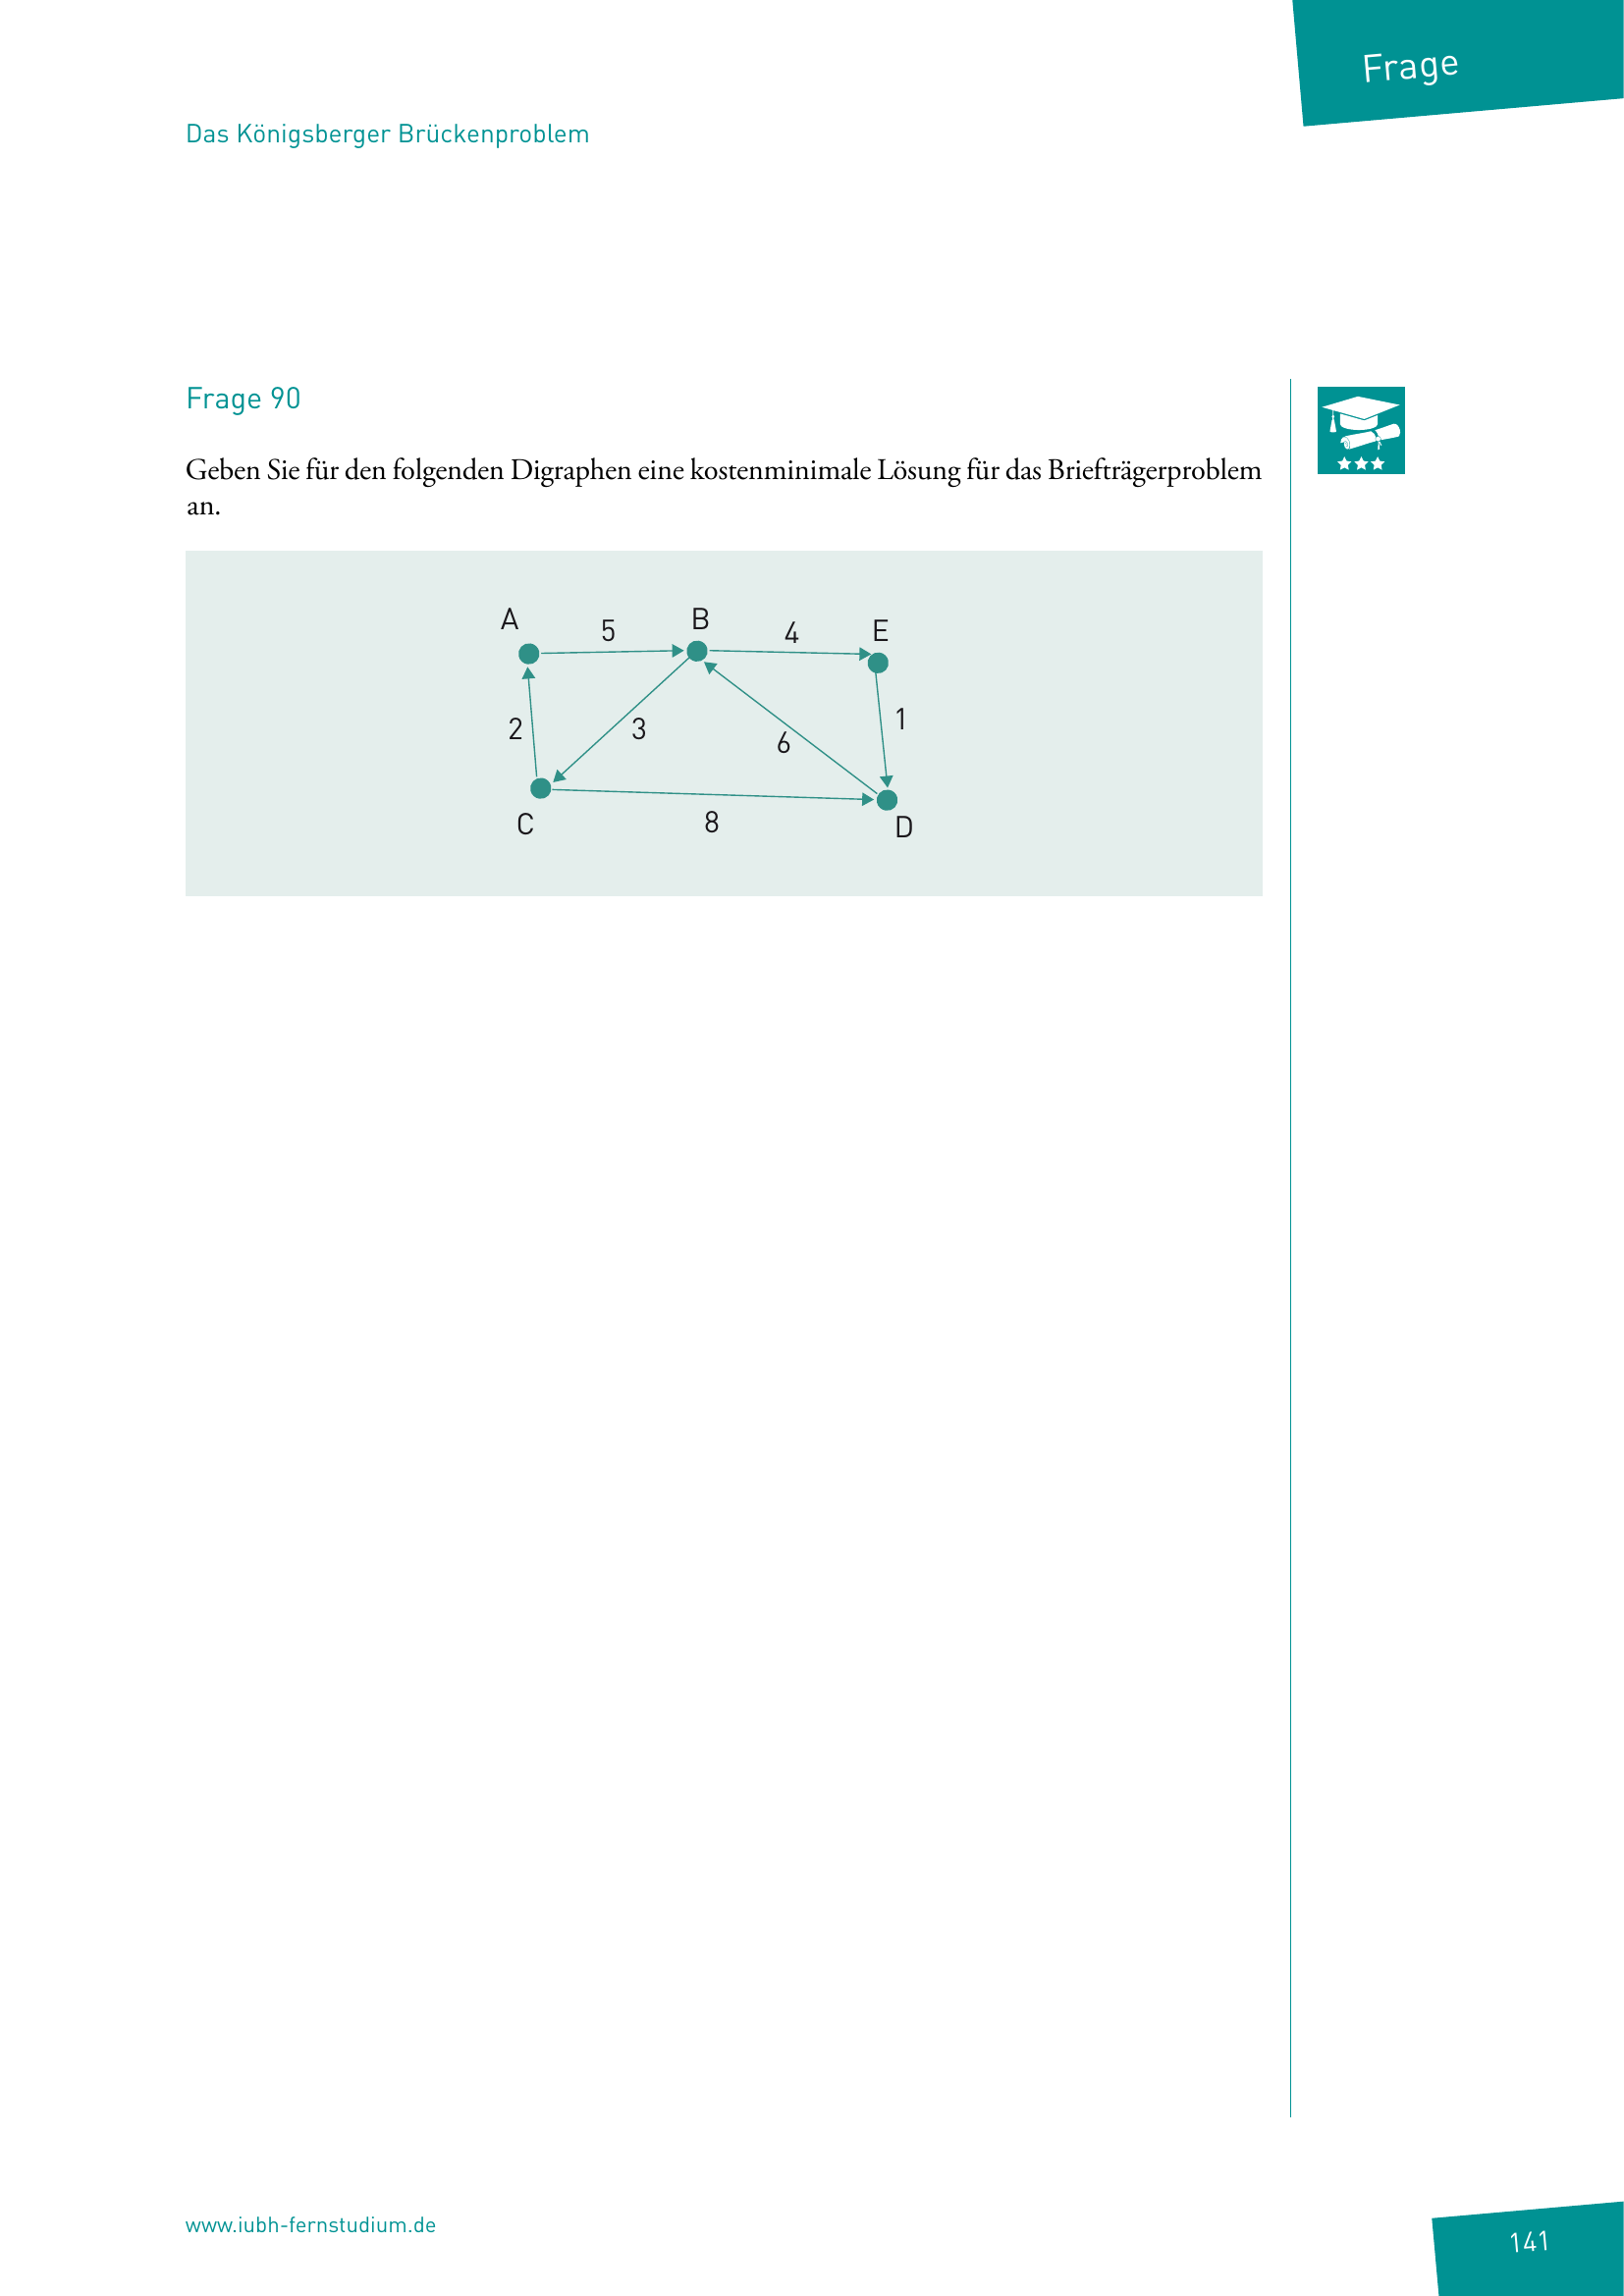 Frage
Das Königsberger Brückenproblem
Frage 90
Geben Sie für den folgenden Digraphen eine kostenminimale Lösung für das Briefträgerproblem
an.
A 5 B 4 E
2 3 6 1
C 8 D
www.iubh-fernstudium.de
141